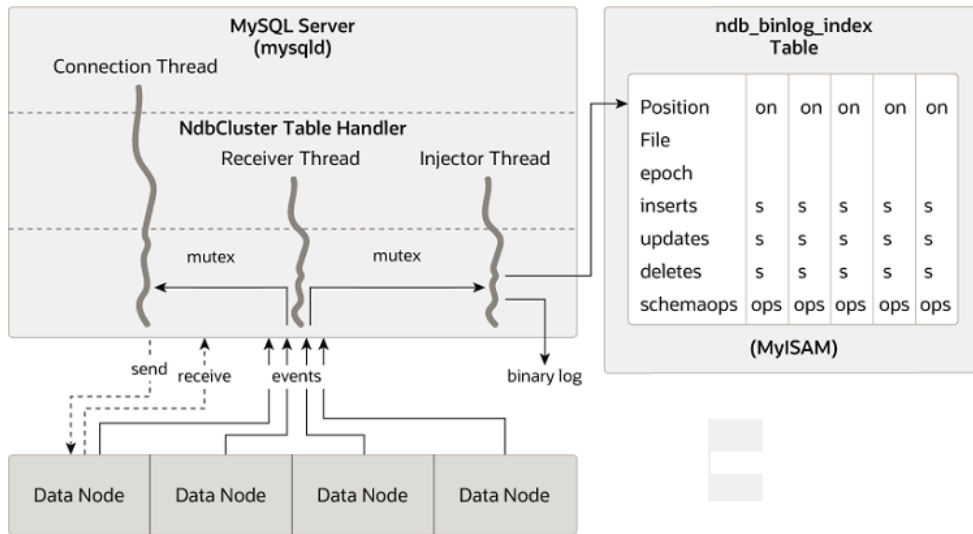 MySQL Server
(mysqld)
Connection Thread
NdbCluster Table Handler
Receiver Thread
Injector Thread
mutex
mutex
send
receive
events
binary log
Data Node
Data Node
Data Node
Data Node
ndb_binlog_index
Table
Position on on on on on
File
epoch
inserts s s s s s
updates s s s s s
deletes s s s s s
schemaops ops ops ops ops ops
(MyISAM)